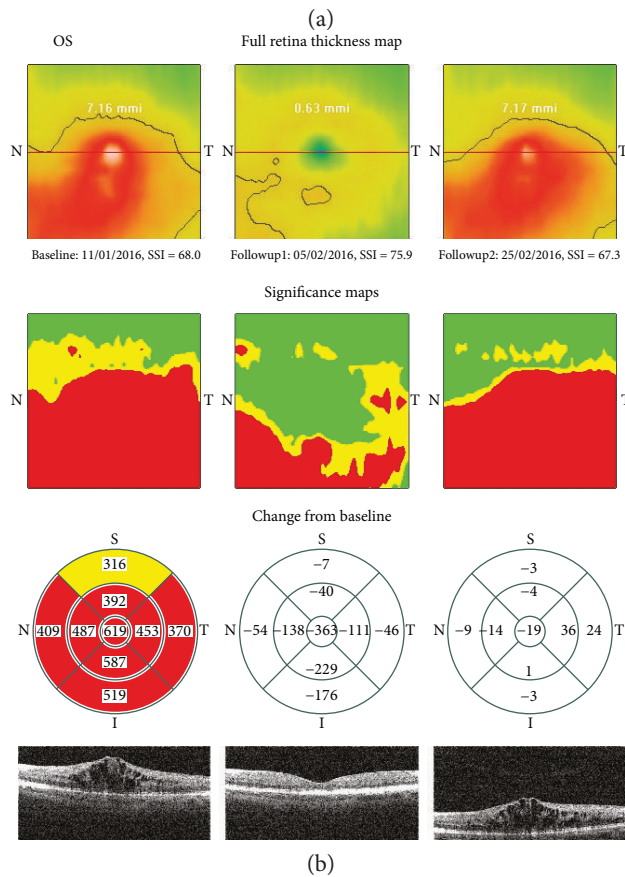 (a)
OS Full retina thickness map
7.16 mmi 0.63 mmi 7.17 mmi
N T N T N T
Baseline: 11/01/2016, SSI = 68.0 Followup1: 05/02/2016, SSI = 75.9 Followup2: 25/02/2016, SSI = 67.3
Significance maps
N T N T N T
Change from baseline
S S S
316 −7 −3
392 −40 −4
N 409 487 619 453 370 T N −54 −138 −363 −111 −46 T N −9 −14 −19 36 24 T
587 −229 1
519 −176 −3
I I I
(b)